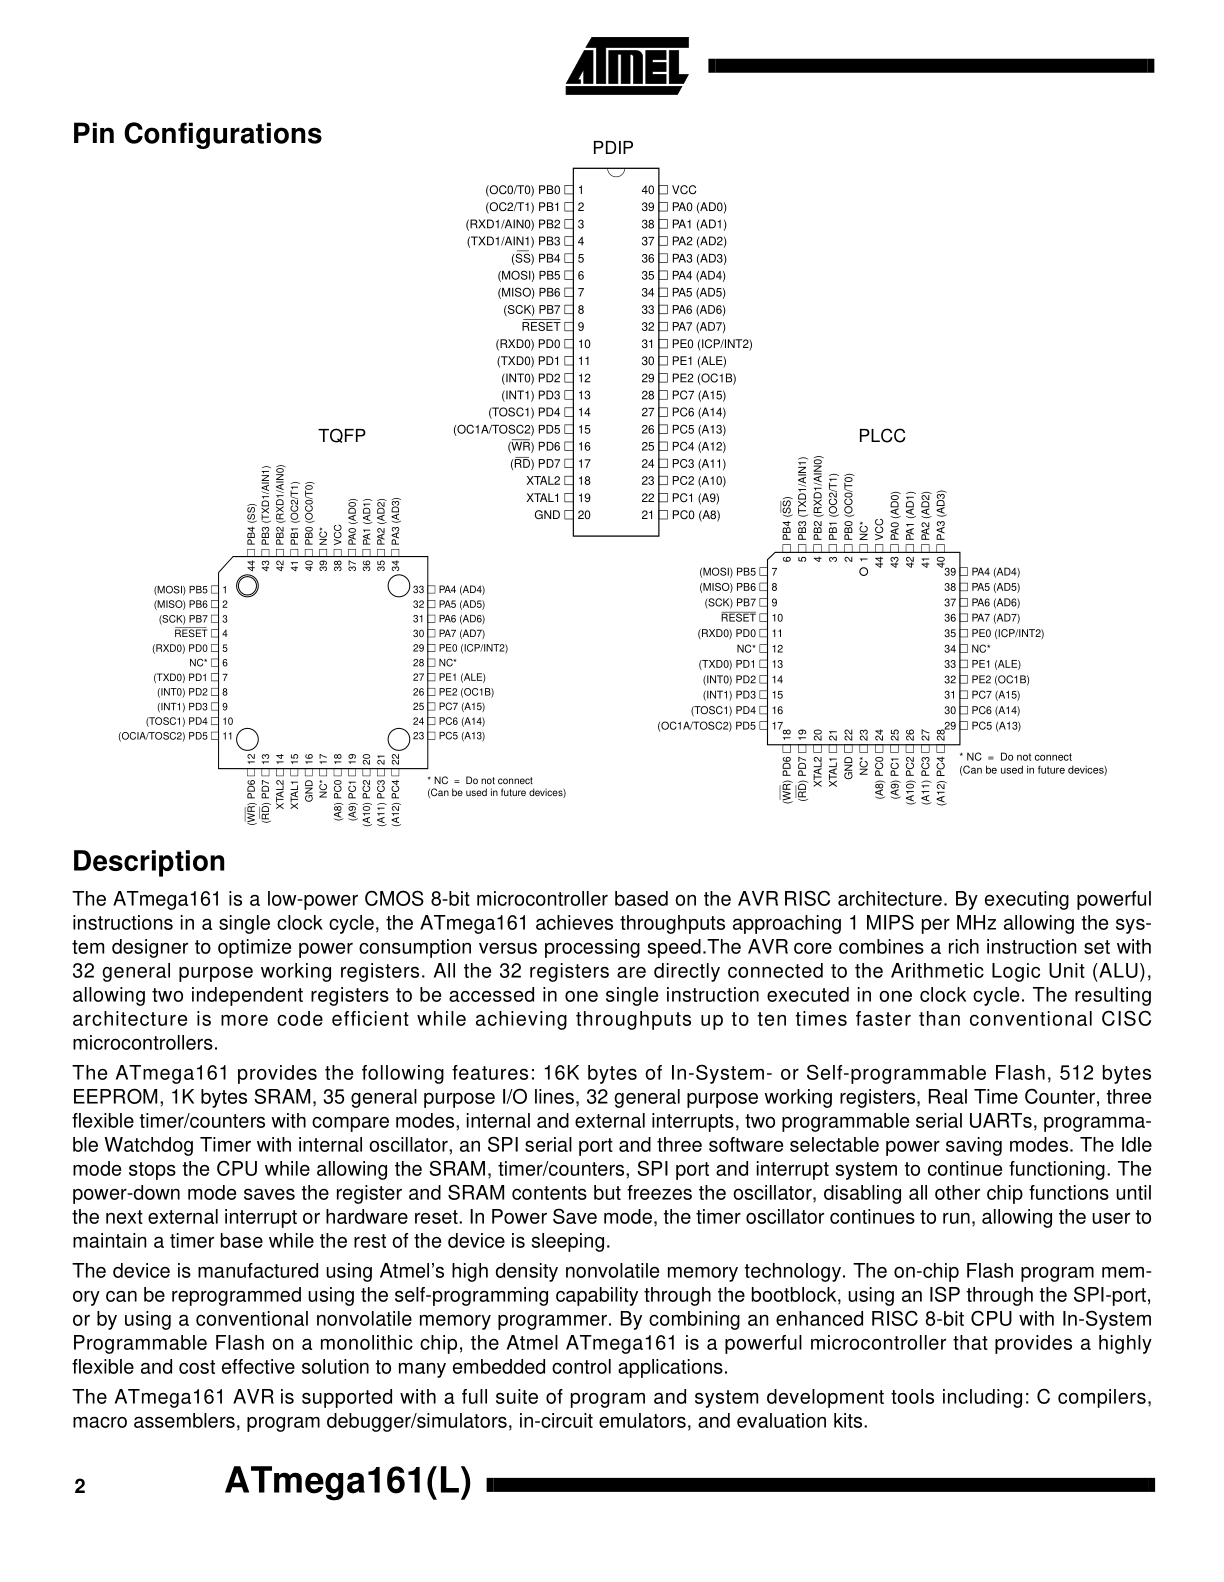 ATMEL
Pin Configurations
PDIP
(OC0/T0) PB0 1 40 VCC
(OC2/T1) PB1 2 39 PA0 (AD0)
(RXD1/AIN0) PB2 3 38 PA1 (AD1)
(TXD1/AIN1) PB3 4 37 PA2 (AD2)
(SS) PB4 5 36 PA3 (AD3)
(MOSI) PB5 6 35 PA4 (AD4)
(MISO) PB6 7 34 PA5 (AD5)
(SCK) PB7 8 33 PA6 (AD6)
RESET 9 32 PA7 (AD7)
(RXD0) PD0 10 31 PE0 (ICP/INT2)
(TXD0) PD1 11 30 PE1 (ALE)
(INT0) PD2 12 29 PE2 (OC1B)
(INT1) PD3 13 28 PC7 (A15)
(TOSC1) PD4 14 27 PC6 (A14)
(OC1A/TOSC2) PD5 15 26 PC5 (A13)
(WR) PD6 16 25 PC4 (A12)
(RD) PD7 17 24 PC3 (A11)
XTAL2 18 23 PC2 (A10)
XTAL1 19 22 PC1 (A9)
GND 20 21 PC0 (A8)
TQFP
44 PB4 (SS)
43 PB3 (TXD1/AIN1)
42 PB2 (RXD1/AIN0)
41 PB1 (OC2/T1)
40 PB0 (OC0/T0)
39 NC*
38 VCC
37 PA0 (AD0)
36 PA1 (AD1)
35 PA2 (AD2)
34 PA3 (AD3)
(MOSI) PB5 1 33 PA4 (AD4)
(MISO) PB6 2 32 PA5 (AD5)
(SCK) PB7 3 31 PA6 (AD6)
RESET 4 30 PA7 (AD7)
(RXD0) PD0 5 29 PE0 (ICP/INT2)
NC* 6 28 NC*
(TXD0) PD1 7 27 PE1 (ALE)
(INT0) PD2 8 26 PE2 (OC1B)
(INT1) PD3 9 25 PC7 (A15)
(TOSC1) PD4 10 24 PC6 (A14)
(OCIA/TOSC2) PD5 11 23 PC5 (A13)
(WR) PD6 12
(RD) PD7 13
XTAL2 14
XTAL1 15
GND 16
NC* 17
(A8) PC0 18
(A9) PC1 19
(A10) PC2 20
(A11) PC3 21
(A12) PC4 22
* NC = Do not connect
(Can be used in future devices)
PLCC
6 PB4 (SS)
5 PB3 (TXD1/AIN1)
4 PB2 (RXD1/AIN0)
3 PB1 (OC2/T1)
2 PB0 (OC0/T0)
1 NC*
44 VCC
43 PA0 (AD0)
42 PA1 (AD1)
41 PA2 (AD2)
40 PA3 (AD3)
(MOSI) PB5 7 39 PA4 (AD4)
(MISO) PB6 8 38 PA5 (AD5)
(SCK) PB7 9 37 PA6 (AD6)
RESET 10 36 PA7 (AD7)
(RXD0) PD0 11 35 PE0 (ICP/INT2)
NC* 12 34 NC*
(TXD0) PD1 13 33 PE1 (ALE)
(INT0) PD2 14 32 PE2 (OC1B)
(INT1) PD3 15 31 PC7 (A15)
(TOSC1) PD4 16 30 PC6 (A14)
(OC1A/TOSC2) PD5 17 29 PC5 (A13)
(WR) PD6 18
(RD) PD7 19
XTAL2 20
XTAL1 21
GND 22
NC* 23
(A8) PC0 24
(A9) PC1 25
(A10) PC2 26
(A11) PC3 27
(A12) PC4 28
* NC = Do not connect
(Can be used in future devices)
Description
The ATmega161 is a low-power CMOS 8-bit microcontroller based on the AVR RISC architecture. By executing powerful
instructions in a single clock cycle, the ATmega161 achieves throughputs approaching 1 MIPS per MHz allowing the sys-
tem designer to optimize power consumption versus processing speed.The AVR core combines a rich instruction set with
32 general purpose working registers. All the 32 registers are directly connected to the Arithmetic Logic Unit (ALU),
allowing two independent registers to be accessed in one single instruction executed in one clock cycle. The resulting
architecture is more code efficient while achieving throughputs up to ten times faster than conventional CISC
microcontrollers.
The ATmega161 provides the following features: 16K bytes of In-System- or Self-programmable Flash, 512 bytes
EEPROM, 1K bytes SRAM, 35 general purpose I/O lines, 32 general purpose working registers, Real Time Counter, three
flexible timer/counters with compare modes, internal and external interrupts, two programmable serial UARTs, programma-
ble Watchdog Timer with internal oscillator, an SPI serial port and three software selectable power saving modes. The Idle
mode stops the CPU while allowing the SRAM, timer/counters, SPI port and interrupt system to continue functioning. The
power-down mode saves the register and SRAM contents but freezes the oscillator, disabling all other chip functions until
the next external interrupt or hardware reset. In Power Save mode, the timer oscillator continues to run, allowing the user to
maintain a timer base while the rest of the device is sleeping.
The device is manufactured using Atmel's high density nonvolatile memory technology. The on-chip Flash program mem-
ory can be reprogrammed using the self-programming capability through the bootblock, using an ISP through the SPI-port,
or by using a conventional nonvolatile memory programmer. By combining an enhanced RISC 8-bit CPU with In-System
Programmable Flash on a monolithic chip, the Atmel ATmega161 is a powerful microcontroller that provides a highly
flexible and cost effective solution to many embedded control applications.
The ATmega161 AVR is supported with a full suite of program and system development tools including: C compilers,
macro assemblers, program debugger/simulators, in-circuit emulators, and evaluation kits.
2 ATmega161(L)